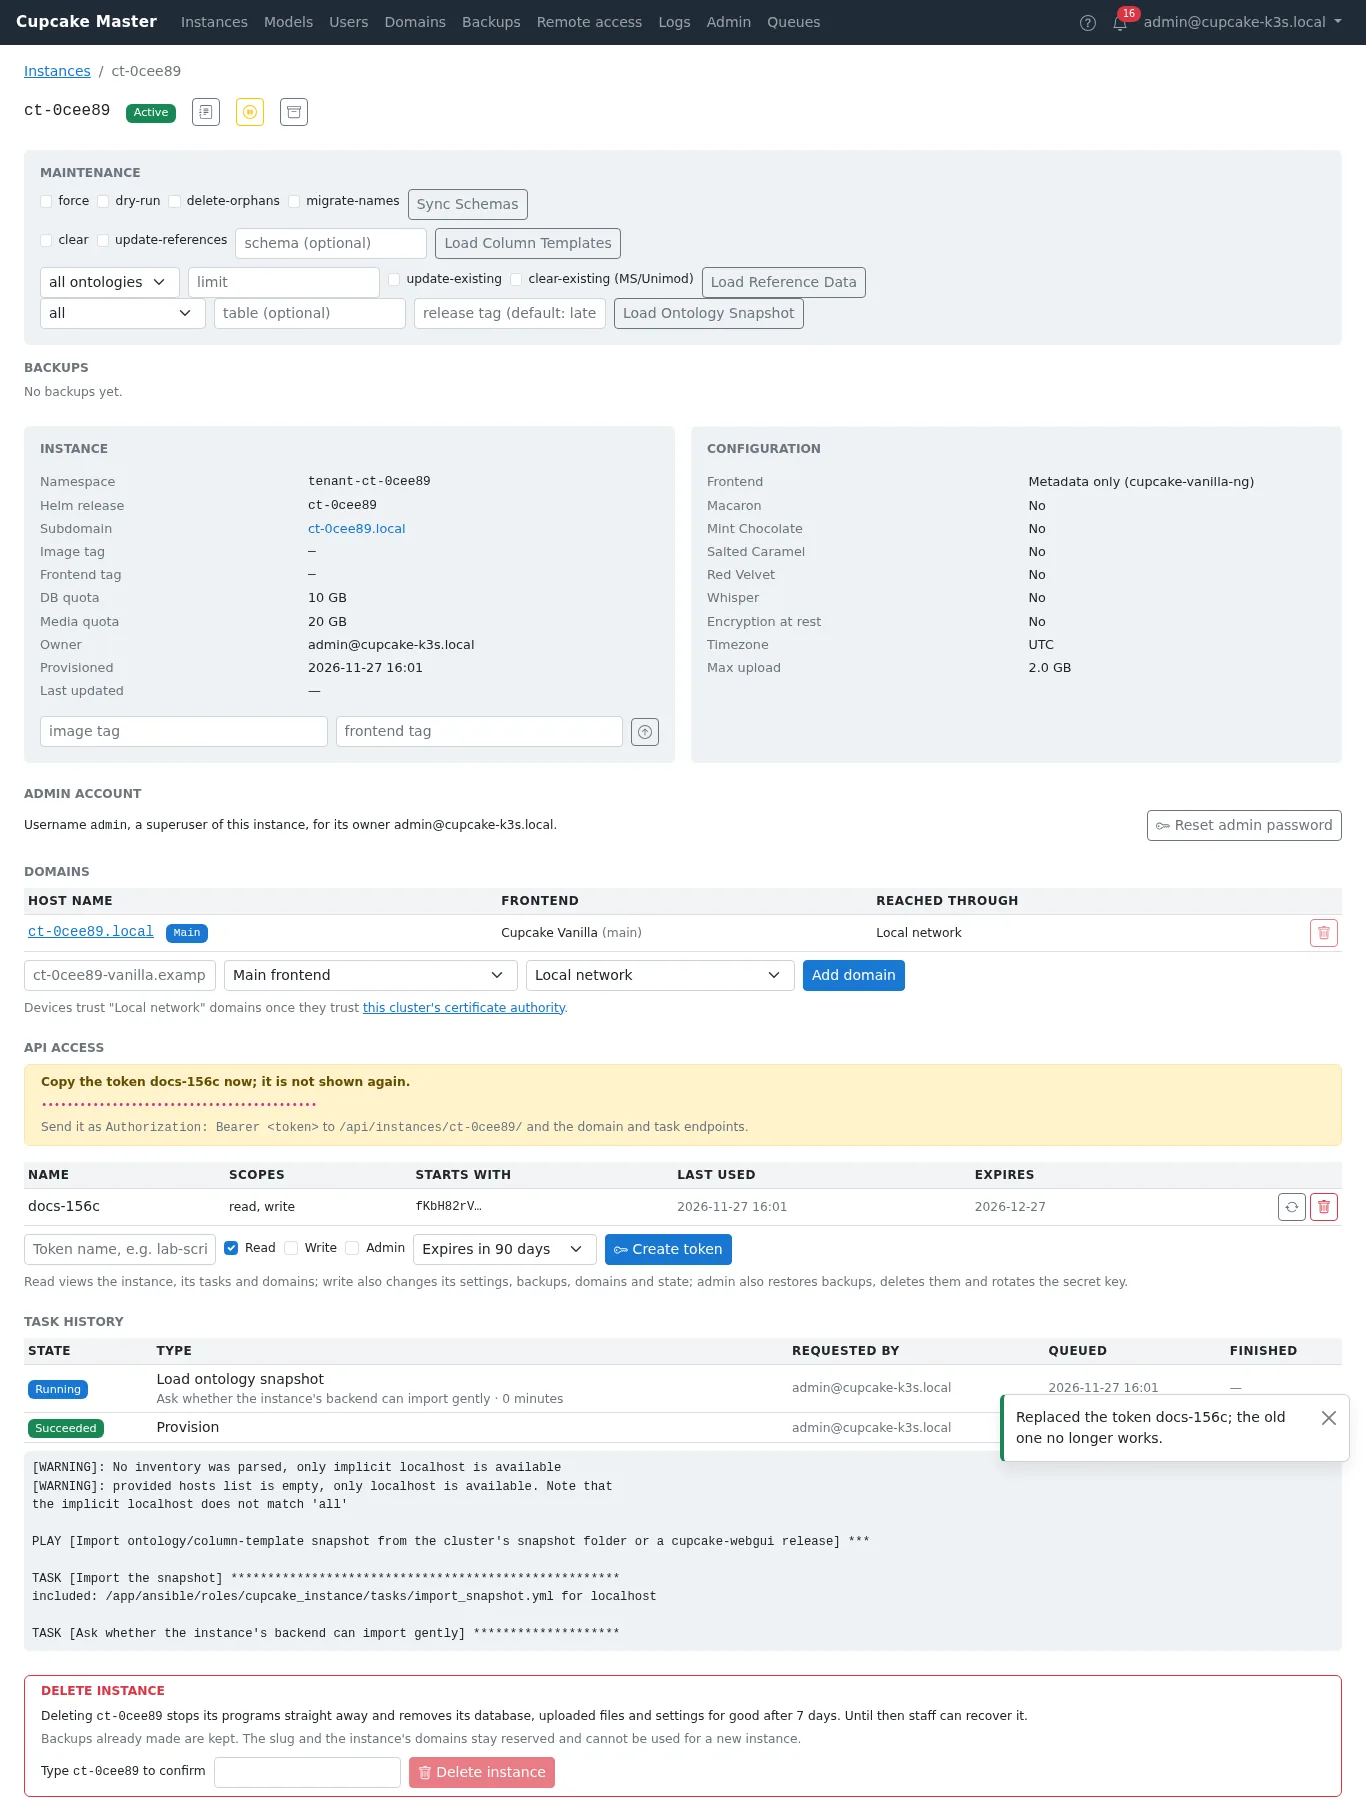 Cupcake Master Instances Models Users Domains Backups Remote access Logs Admin Queues 16 admin@cupcake-k3s.local
Instances / ct-0cee89
ct-0cee89 Active
MAINTENANCE
force dry-run delete-orphans migrate-names Sync Schemas
clear update-references schema (optional) Load Column Templates
all ontologies limit update-existing clear-existing (MS/Unimod) Load Reference Data
all table (optional) release tag (default: late Load Ontology Snapshot
BACKUPS
No backups yet.
INSTANCE
Namespace tenant-ct-0cee89
Helm release ct-0cee89
Subdomain ct-0cee89.local
Image tag —
Frontend tag —
DB quota 10 GB
Media quota 20 GB
Owner admin@cupcake-k3s.local
Provisioned 2026-11-27 16:01
Last updated —
image tag frontend tag
CONFIGURATION
Frontend Metadata only (cupcake-vanilla-ng)
Macaron No
Mint Chocolate No
Salted Caramel No
Red Velvet No
Whisper No
Encryption at rest No
Timezone UTC
Max upload 2.0 GB
ADMIN ACCOUNT
Username admin, a superuser of this instance, for its owner admin@cupcake-k3s.local. Reset admin password
DOMAINS
HOST NAME FRONTEND REACHED THROUGH
ct-0cee89.local Main Cupcake Vanilla (main) Local network
ct-0cee89-vanilla.examp Main frontend Local network Add domain
Devices trust "Local network" domains once they trust this cluster's certificate authority.
API ACCESS
Copy the token docs-156c now; it is not shown again.
Send it as Authorization: Bearer <token> to /api/instances/ct-0cee89/ and the domain and task endpoints.
NAME SCOPES STARTS WITH LAST USED EXPIRES
docs-156c read, write fKbH82rV… 2026-11-27 16:01 2026-12-27
Token name, e.g. lab-scri Read Write Admin Expires in 90 days Create token
Read views the instance, its tasks and domains; write also changes its settings, backups, domains and state; admin also restores backups, deletes them and rotates the secret key.
TASK HISTORY
STATE TYPE REQUESTED BY QUEUED FINISHED
Running Load ontology snapshot admin@cupcake-k3s.local 2026-11-27 16:01 —
Ask whether the instance's backend can import gently · 0 minutes
Succeeded Provision admin@cupcake-k3s.local
Replaced the token docs-156c; the old
one no longer works.
[WARNING]: No inventory was parsed, only implicit localhost is available
[WARNING]: provided hosts list is empty, only localhost is available. Note that
the implicit localhost does not match 'all'
PLAY [Import ontology/column-template snapshot from the cluster's snapshot folder or a cupcake-webgui release] ***
TASK [Import the snapshot] *****************************************************
included: /app/ansible/roles/cupcake_instance/tasks/import_snapshot.yml for localhost
TASK [Ask whether the instance's backend can import gently] ********************
DELETE INSTANCE
Deleting ct-0cee89 stops its programs straight away and removes its database, uploaded files and settings for good after 7 days. Until then staff can recover it.
Backups already made are kept. The slug and the instance's domains stay reserved and cannot be used for a new instance.
Type ct-0cee89 to confirm Delete instance